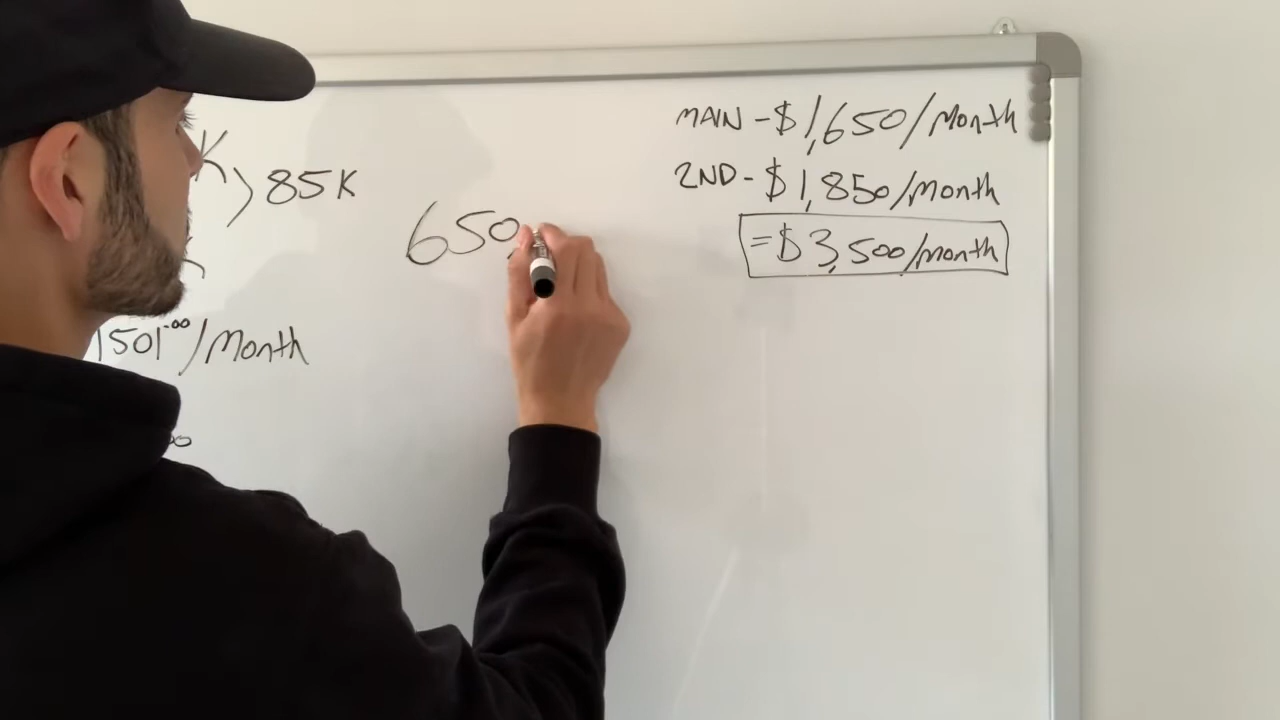 85K
1501.00/Month
650,
MAIN - $1,650/Month
2ND - $1,850/month
= $3,500/month